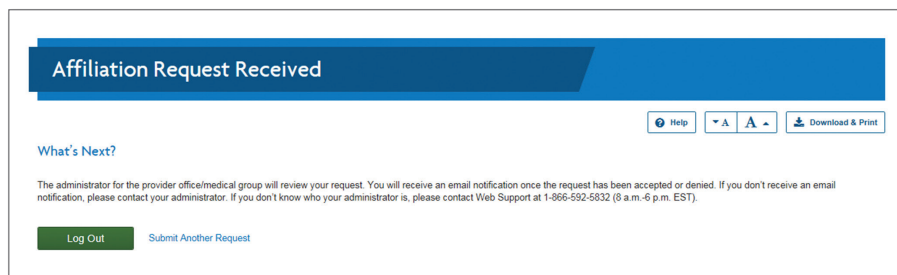 Affiliation Request Received
Help
A
A
Download & Print
What's Next?
The administrator for the provider office/medical group will review your request. You will receive an email notification once the request has been accepted or denied. If you don't receive an email
notification, please contact your administrator. If you don't know who your administrator is, please contact Web Support at 1-866-592-5832 (8 a.m.-6 p.m. EST).
Log Out
Submit Another Request